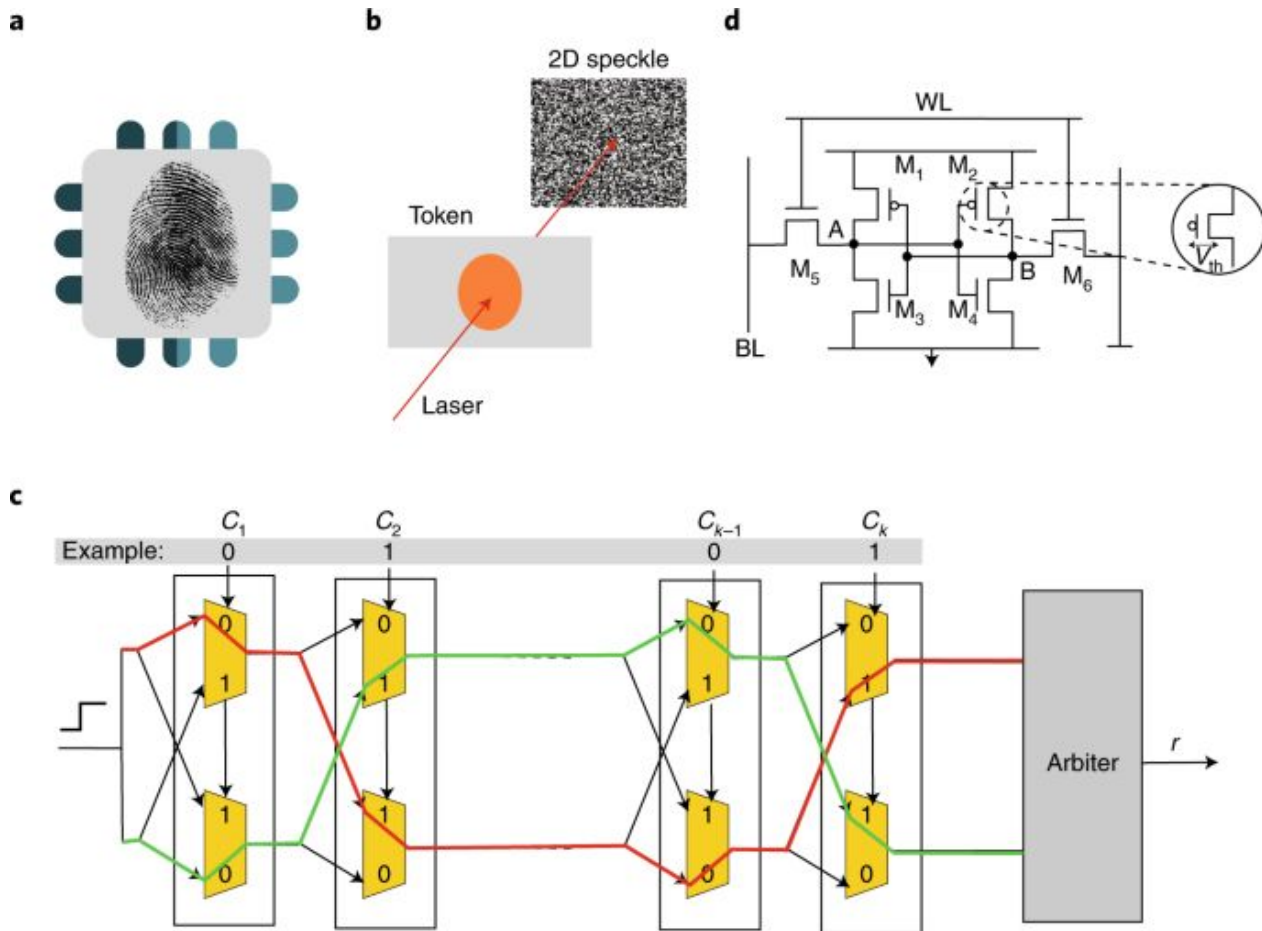 a
b
2D speckle
Token
Laser
d
WL
M₁ M₂
A
B
M₅
M₆
M₃ M₄
BL
Vth
c
C₁ C₂ Cₖ₋₁ Cₖ
Example: 0 1 0 1
0 0 0 0
1 1 1 1
1 1 1 1
0 0 0 0
Arbiter
r